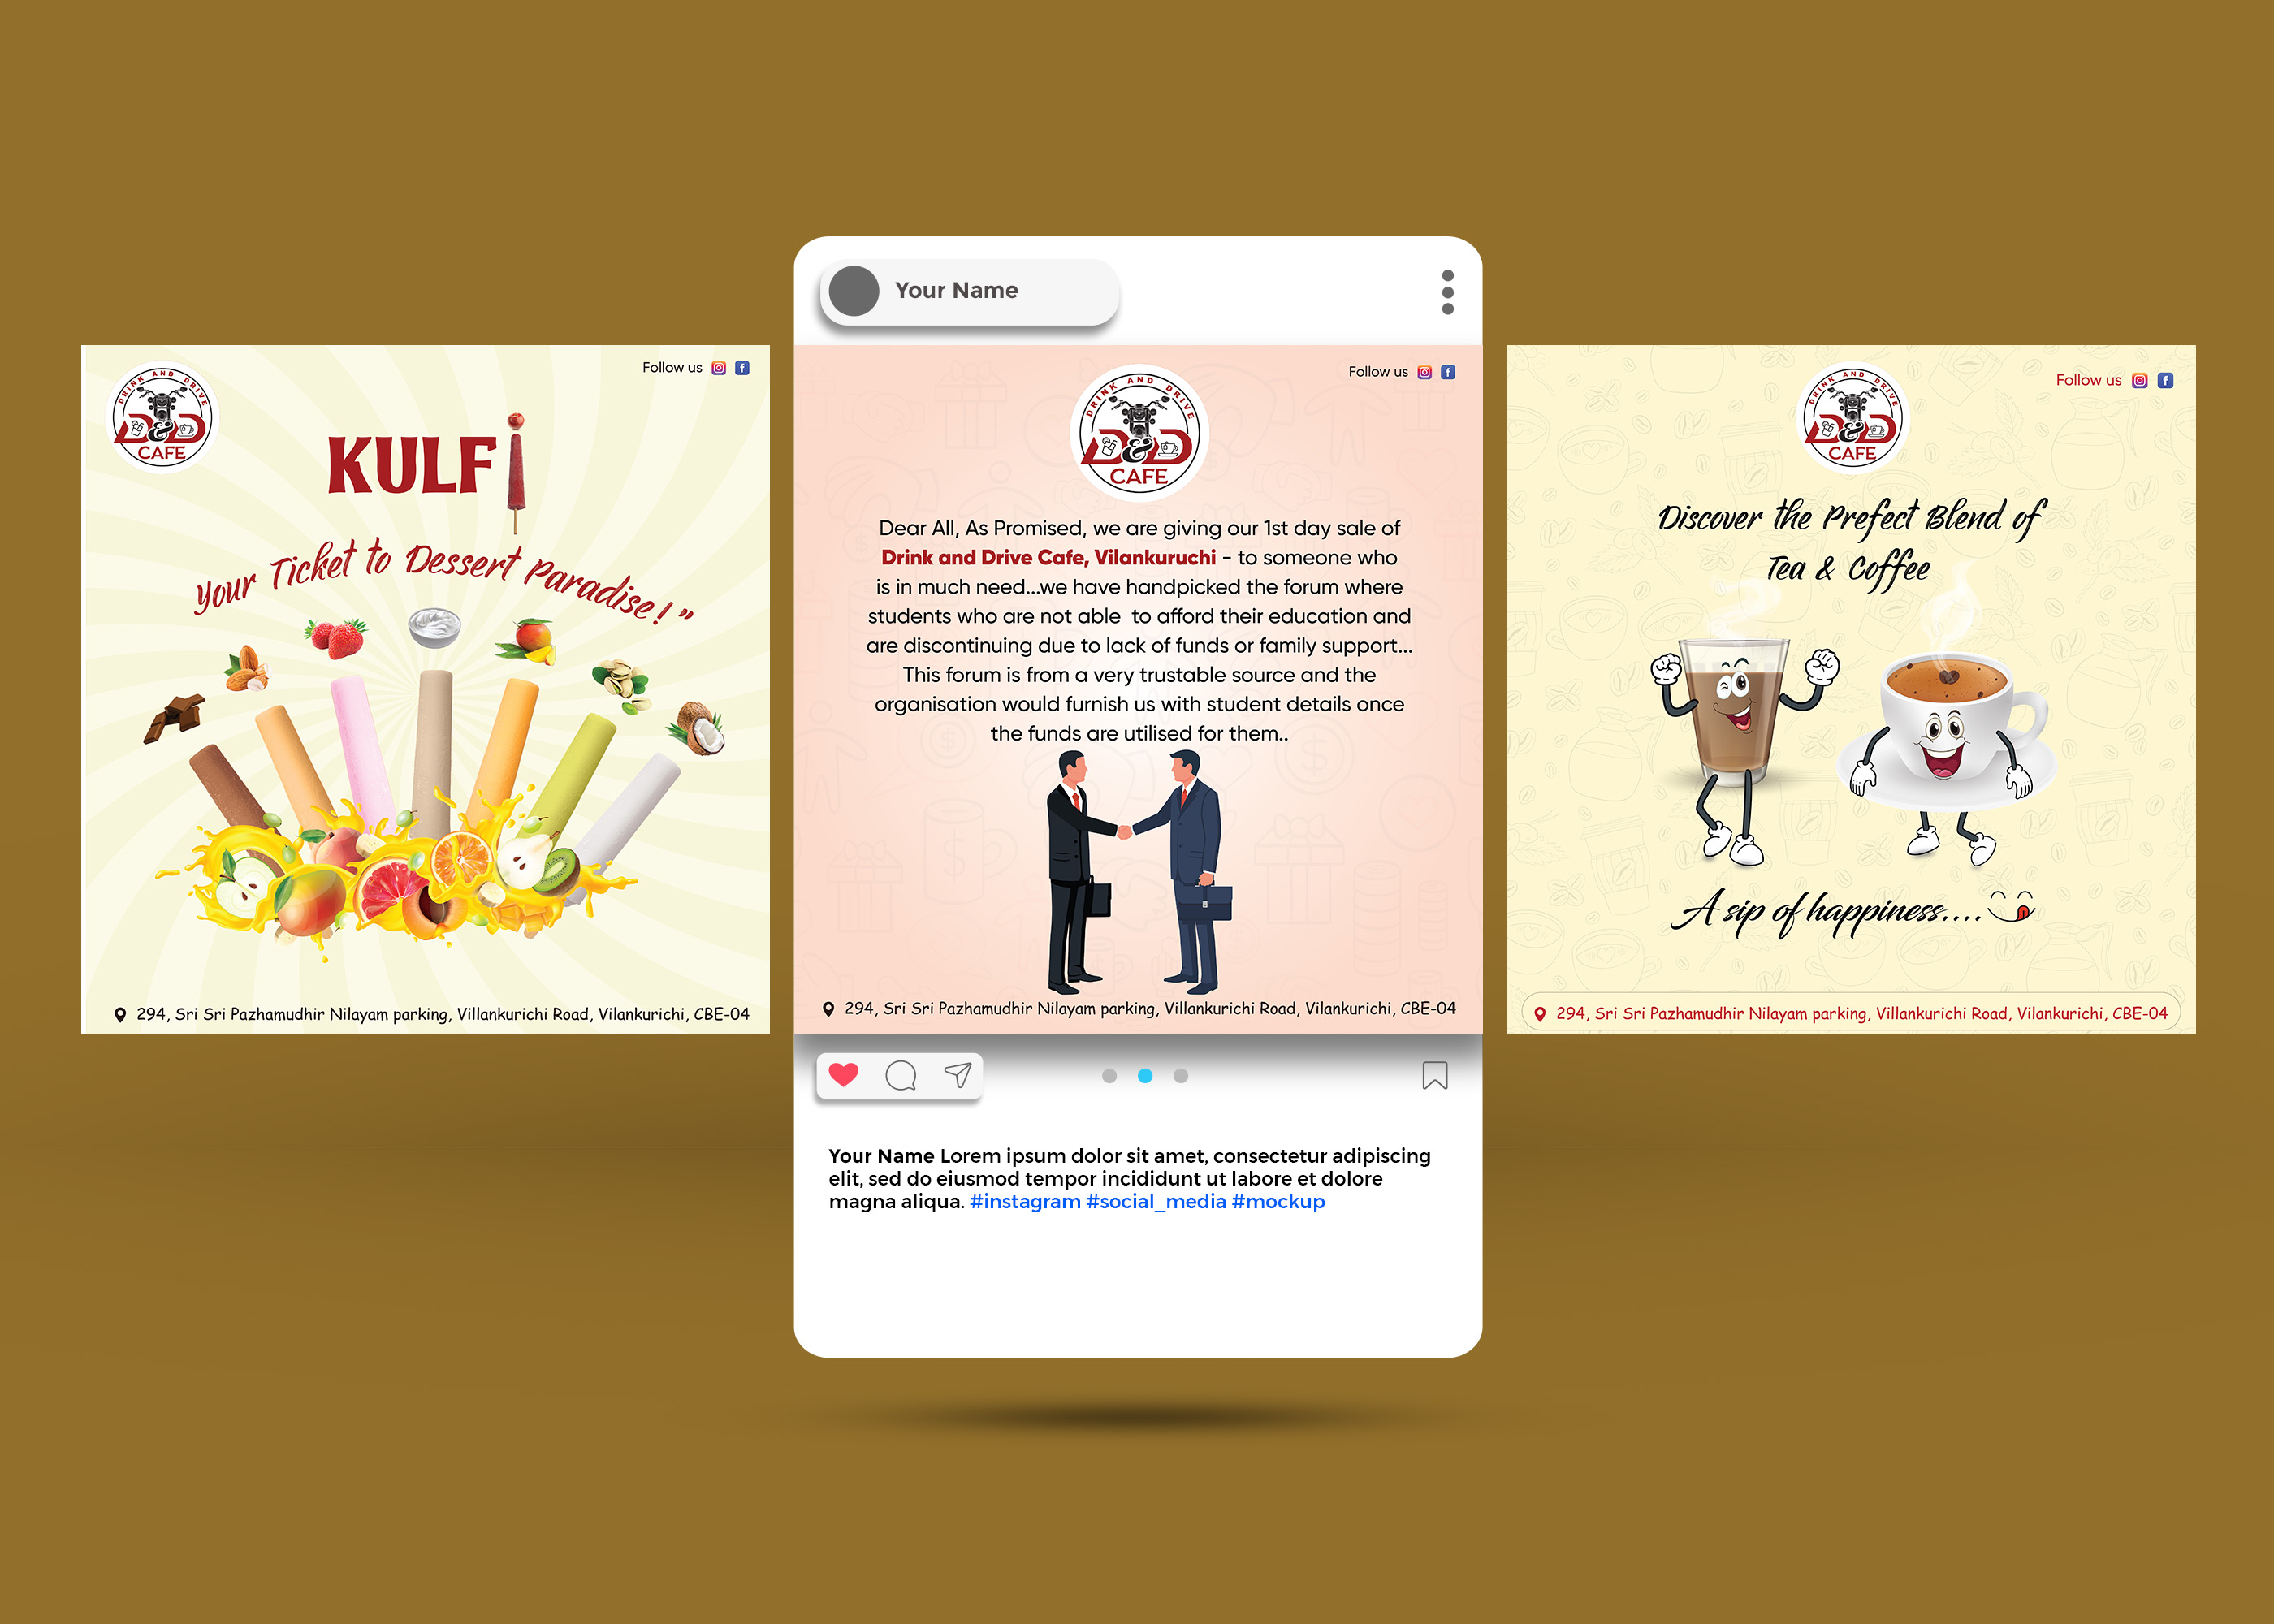 DRINK AND DRIVE
D&D
CAFE
Follow us
KULFI
Your Ticket to Dessert Paradise! ”
294, Sri Sri Pazhamudhir Nilayam parking, Villankurichi Road, Vilankurichi, CBE-04
Your Name
DRINK AND DRIVE
D&D
CAFE
Follow us
Dear All, As Promised, we are giving our 1st day sale of
Drink and Drive Cafe, Vilankuruchi - to someone who
is in much need...we have handpicked the forum where
students who are not able to afford their education and
are discontinuing due to lack of funds or family support...
This forum is from a very trustable source and the
organisation would furnish us with student details once
the funds are utilised for them..
294, Sri Sri Pazhamudhir Nilayam parking, Villankurichi Road, Vilankurichi, CBE-04
Your Name Lorem ipsum dolor sit amet, consectetur adipiscing
elit, sed do eiusmod tempor incididunt ut labore et dolore
magna aliqua. #instagram #social_media #mockup
DRINK AND DRIVE
D&D
CAFE
Follow us
Discover the Prefect Blend of
Tea & Coffee
A sip of happiness....
294, Sri Sri Pazhamudhir Nilayam parking, Villankurichi Road, Vilankurichi, CBE-04